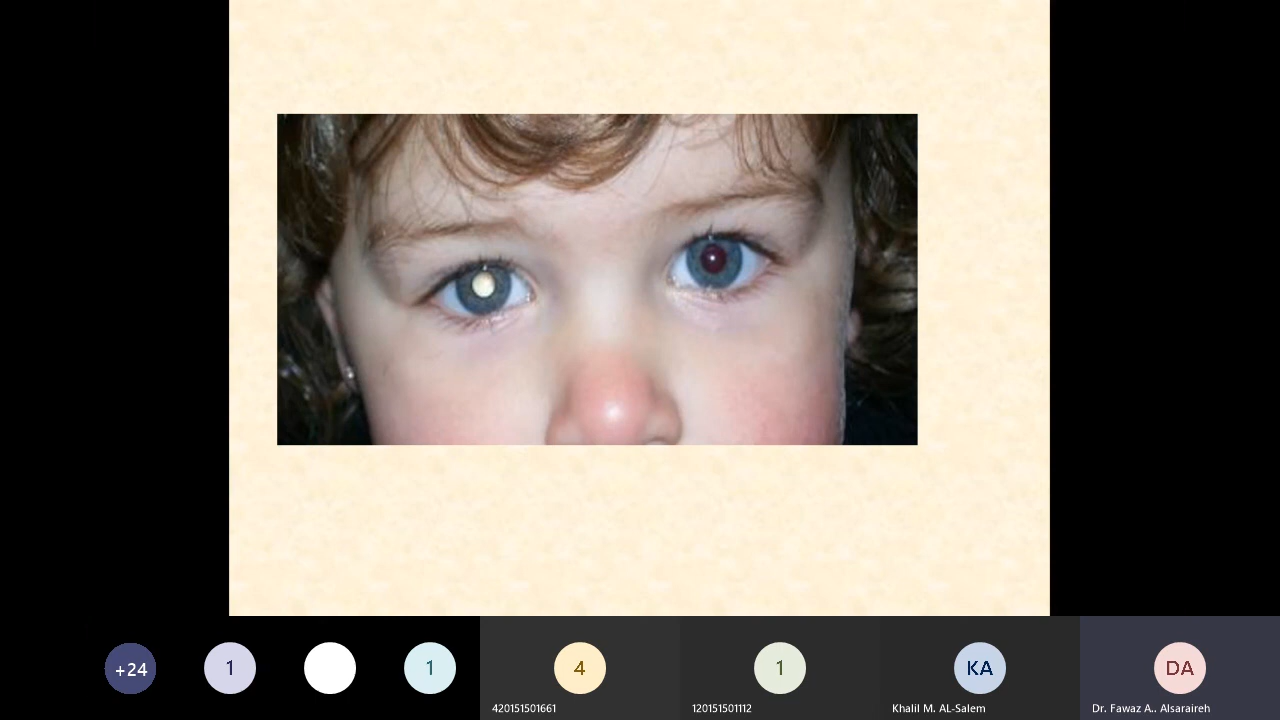 +24
1
1
4
1
KA
DA
420151501661
120151501112
Khalil M. AL-Salem
Dr. Fawaz A.. Alsaraireh